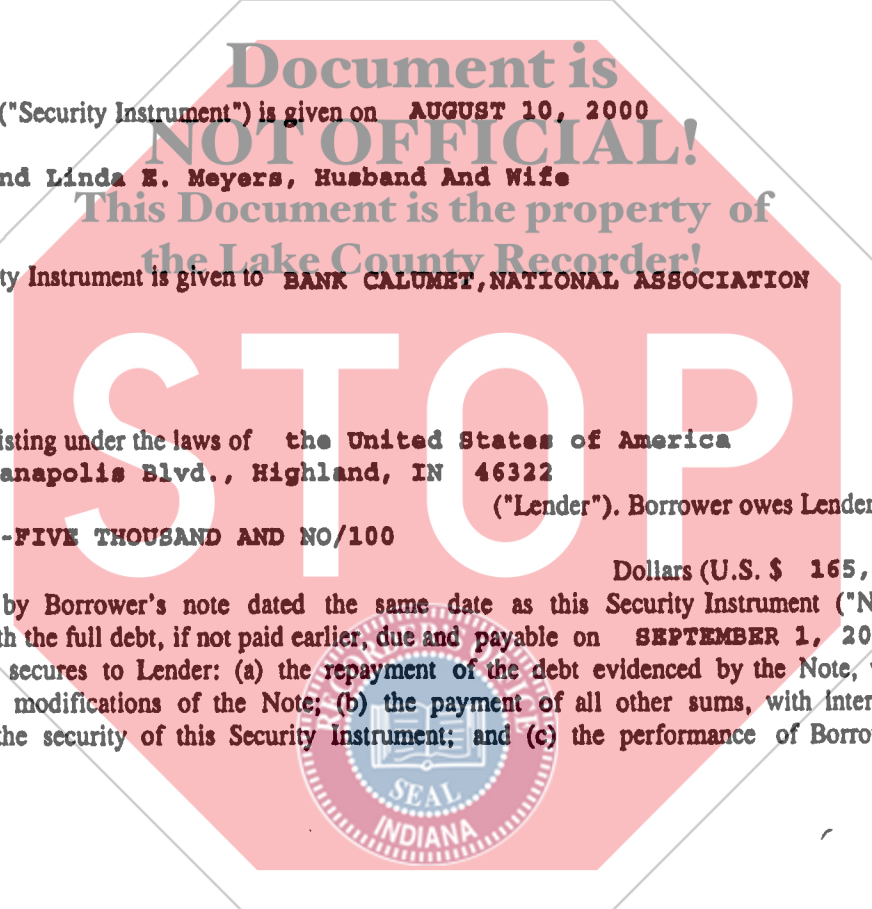 Document is
("Security Instrument") is given on AUGUST 10, 2000
NOT OFFICIAL!
nd Linda E. Meyers, Husband And Wife
This Document is the property of
the Lake County Recorder!
ty Instrument is given to BANK CALUMET, NATIONAL ASSOCIATION
STOP
isting under the laws of the United States of America
anapolis Blvd., Highland, IN 46322
("Lender"). Borrower owes Lender
-FIVE THOUSAND AND NO/100
Dollars (U.S. $ 165,
by Borrower's note dated the same date as this Security Instrument ("N
th the full debt, if not paid earlier, due and payable on SEPTEMBER 1, 20
secures to Lender: (a) the repayment of the debt evidenced by the Note,
modifications of the Note; (b) the payment of all other sums, with inter
the security of this Security Instrument; and (c) the performance of Borro
SEAL
INDIANA